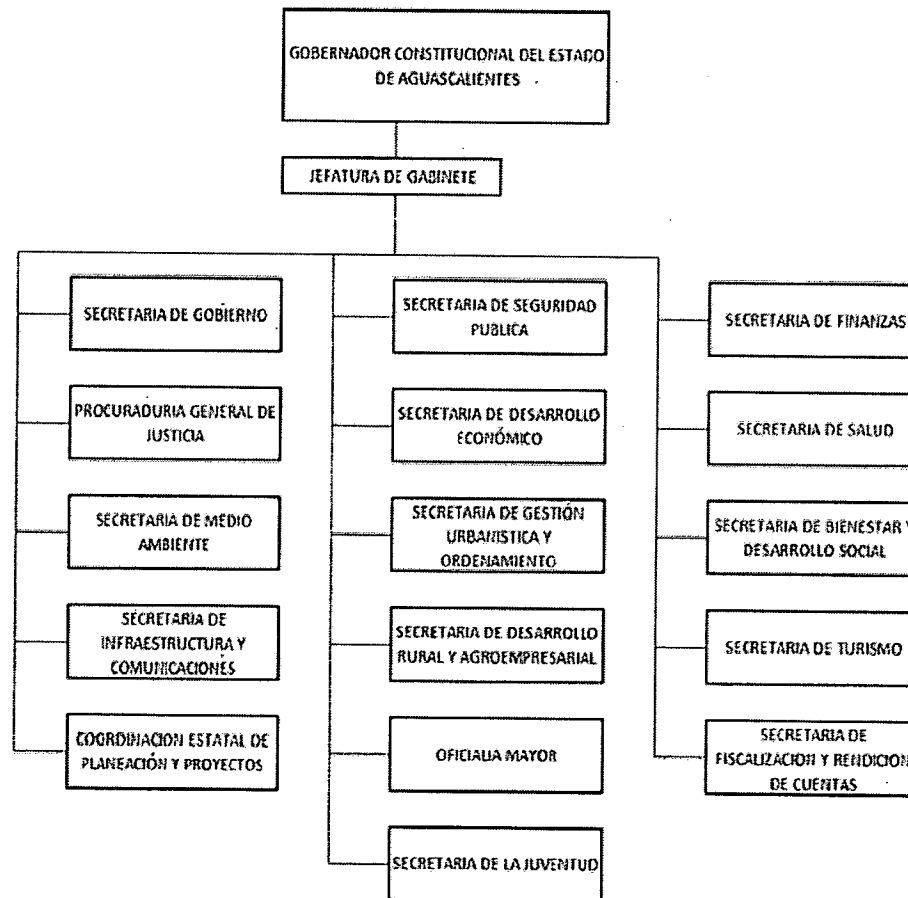 GOBERNADOR CONSTITUCIONAL DEL ESTADO
DE AGUASCALIENTES
JEFATURA DE GABINETE
SECRETARIA DE GOBIERNO
PROCURADURIA GENERAL DE
JUSTICIA
SECRETARIA DE MEDIO
AMBIENTE
SECRETARIA DE
INFRAESTRUCTURA Y
COMUNICACIONES
COORDINACION ESTATAL DE
PLANEACIÓN Y PROYECTOS
SECRETARIA DE SEGURIDAD
PUBLICA
SECRETARIA DE DESARROLLO
ECONÓMICO
SECRETARIA DE GESTIÓN
URBANISTICA Y
ORDENAMIENTO
SECRETARIA DE DESARROLLO
RURAL Y AGROEMPRESARIAL
OFICIALIA MAYOR
SECRETARIA DE LA JUVENTUD
SECRETARIA DE FINANZAS
SECRETARIA DE SALUD
SECRETARIA DE BIENESTAR Y
DESARROLLO SOCIAL
SECRETARIA DE TURISMO
SECRETARIA DE
FISCALIZACION Y RENDICION
DE CUENTAS